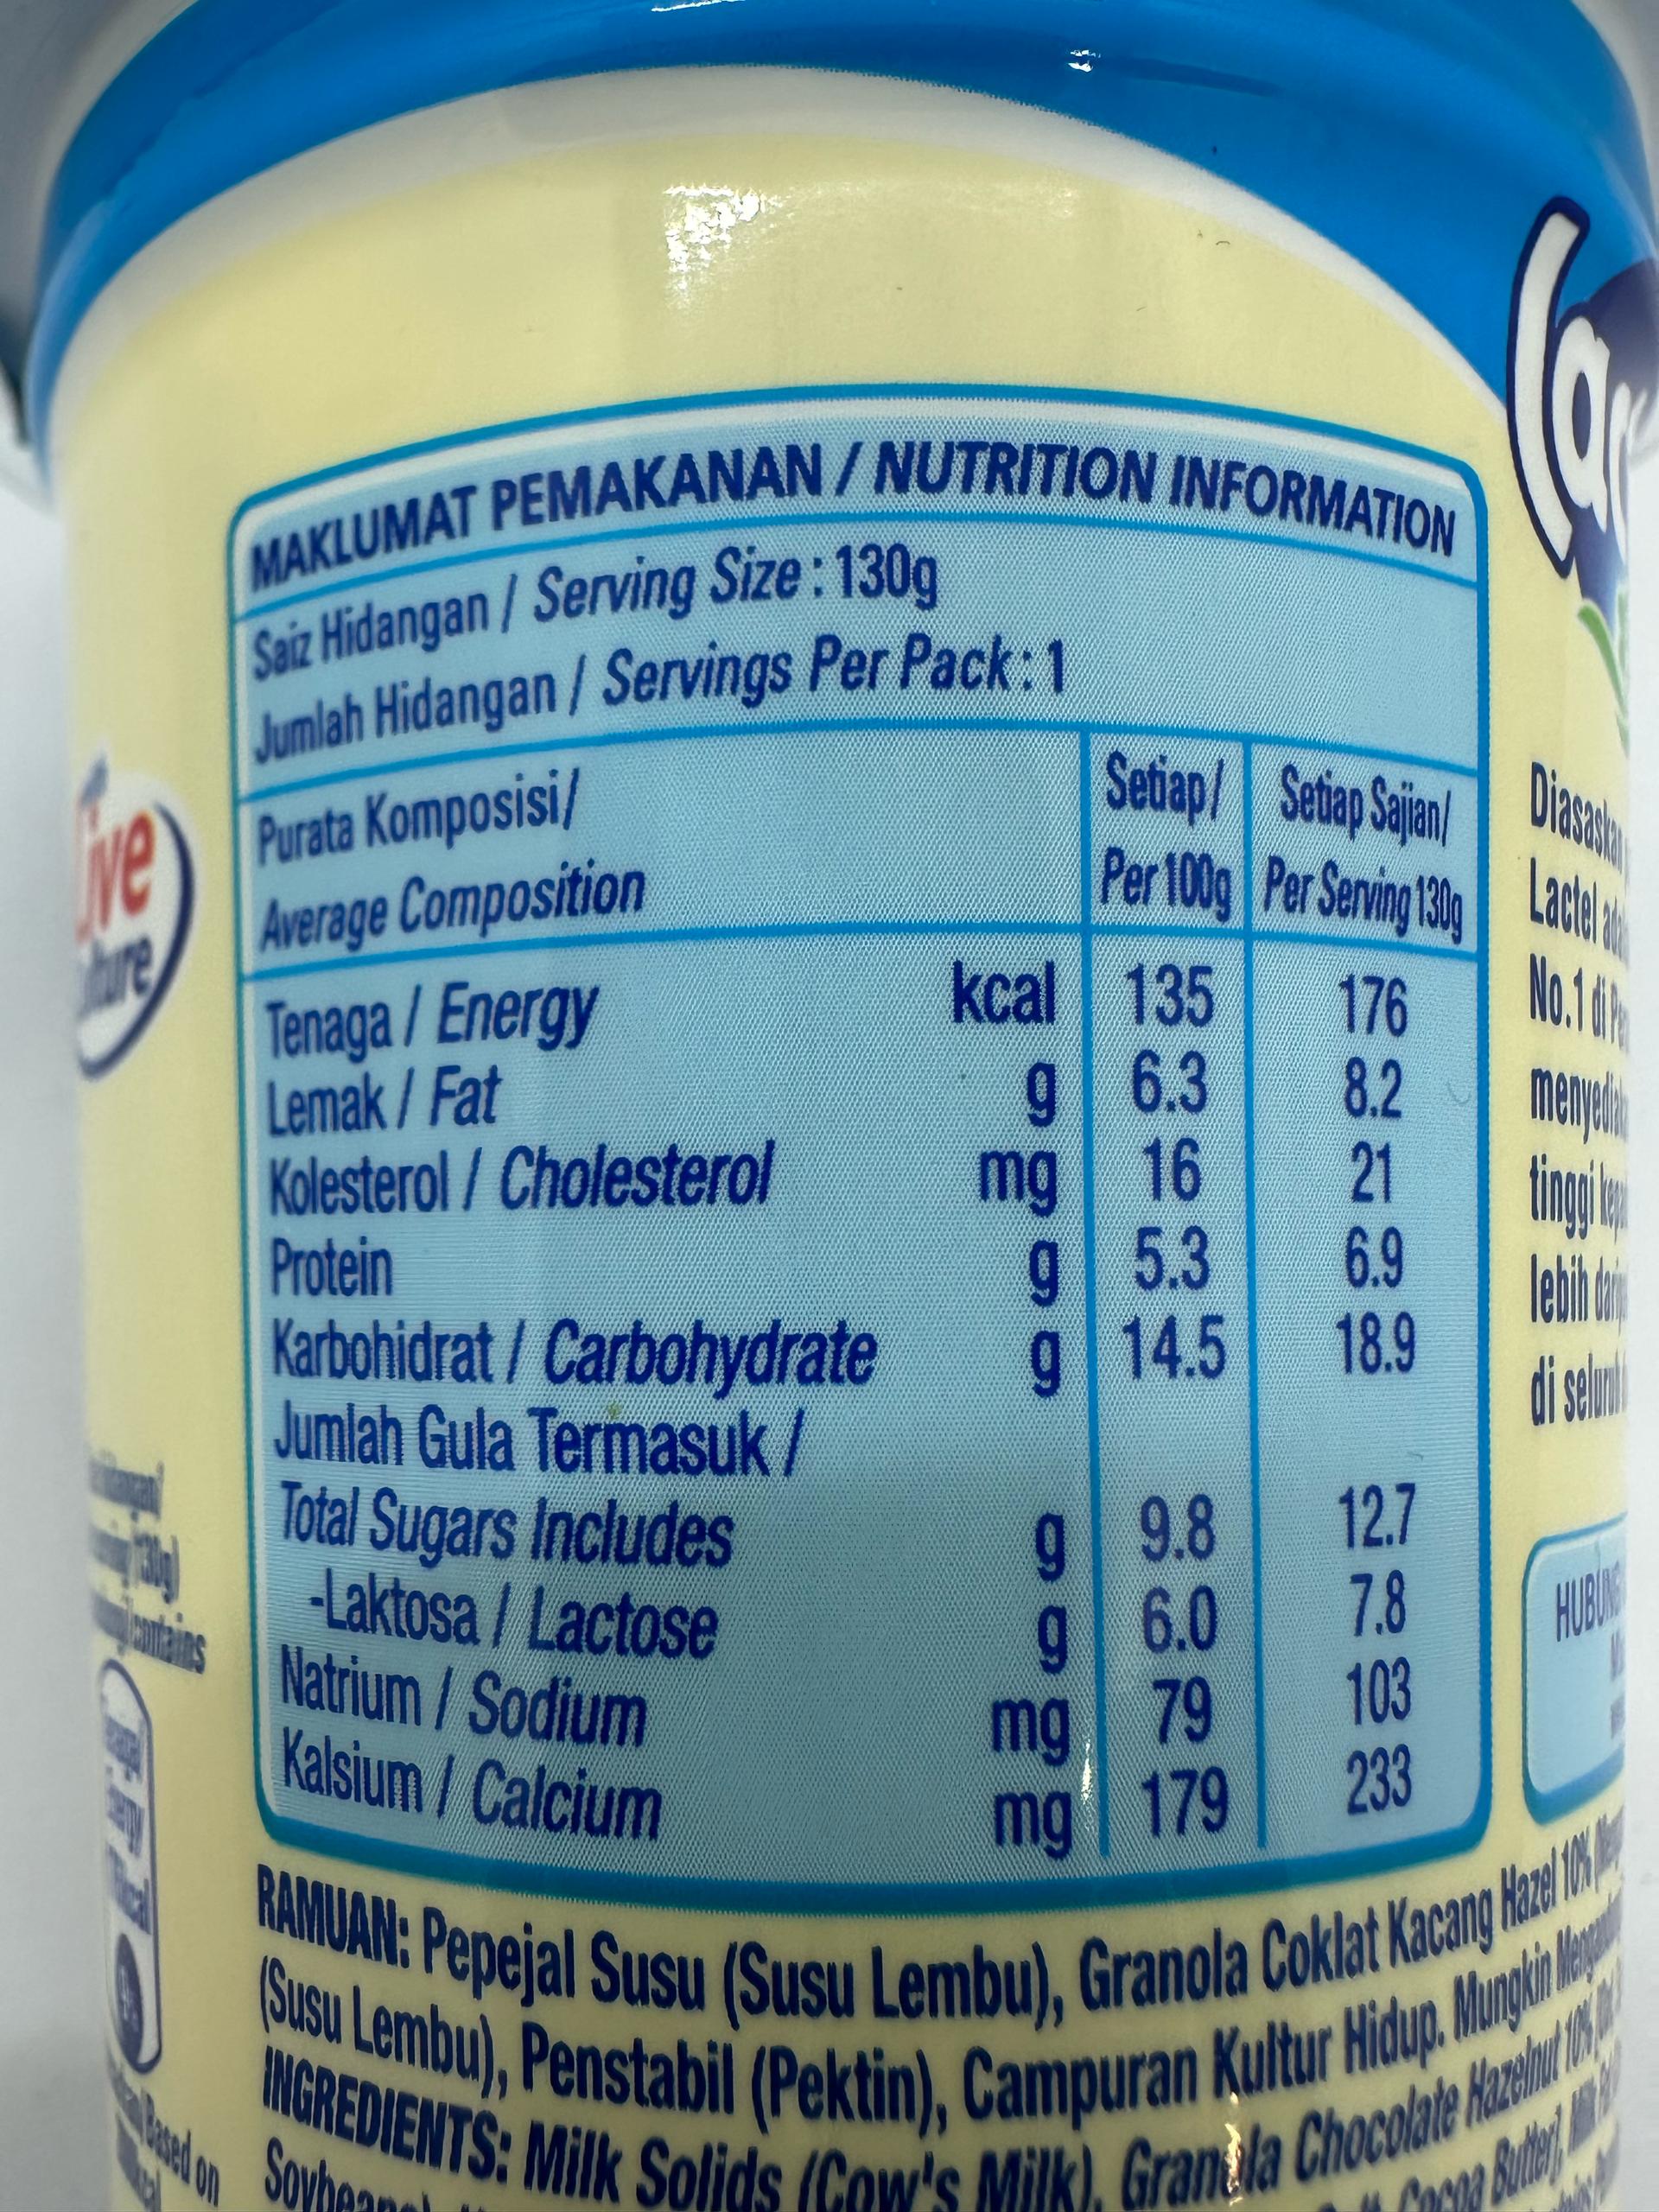 MAKLUMAT PEMAKANAN / NUTRITION INFORMATION
Saiz Hidangan / Serving Size : 130g
Jumlah Hidangan / Servings Per Pack : 1
Purata Komposisi/
Average Composition
Setiap/
Per 100g
Setiap Sajian/
Per Serving 130g
Tenaga / Energy kcal 135 176
Lemak / Fat g 6.3 8.2
Kolesterol / Cholesterol mg 16 21
Protein g 5.3 6.9
Karbohidrat / Carbohydrate g 14.5 18.9
Jumlah Gula Termasuk /
Total Sugars Includes g 9.8 12.7
-Laktosa / Lactose g 6.0 7.8
Natrium / Sodium mg 79 103
Kalsium / Calcium mg 179 233
RAMUAN: Pepejal Susu (Susu Lembu), Granola Coklat Kacang Hazel 10%
(Susu Lembu), Penstabil (Pektin), Campuran Kultur Hidup. Mungkin
INGREDIENTS: Milk Solids (Cow's Milk), Granola Chocolate Hazelnut 10%
Cocoa Butter],
Live
Lactel
No.1 di
tinggi
lebih
di
Energy
Based on